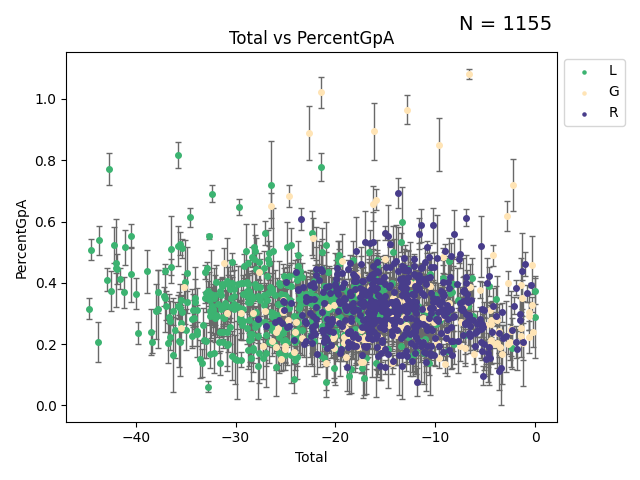 N = 1155
Total vs PercentGpA
L
G
R
PercentGpA
1.0
0.8
0.6
0.4
0.2
0.0
−40
−30
−20
−10
0
Total